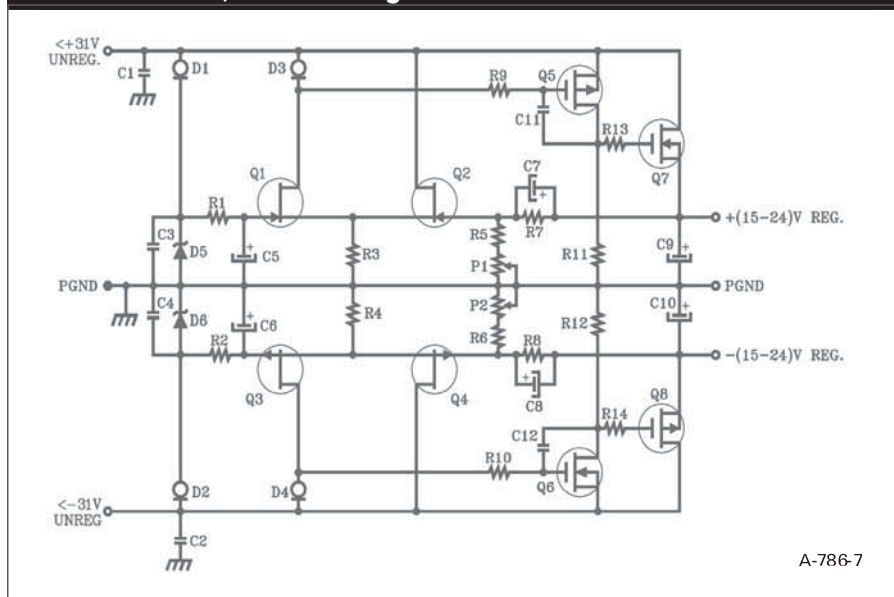 <+31V
UNREG.
C1
D1
D3
R9
Q5
C11
R13
Q7
Q1
Q2
C7
R1
R7
+(15-24)V REG.
C3
D5
C5
R3
R5
P1
R11
C9
PGND
PGND
C4
D6
C6
R4
P2
R6
R12
C10
R2
R8
-(15-24)V REG.
Q3
Q4
C8
R14
Q8
C12
R10
Q6
D2
D4
<-31V
UNREG
C2
A-786-7